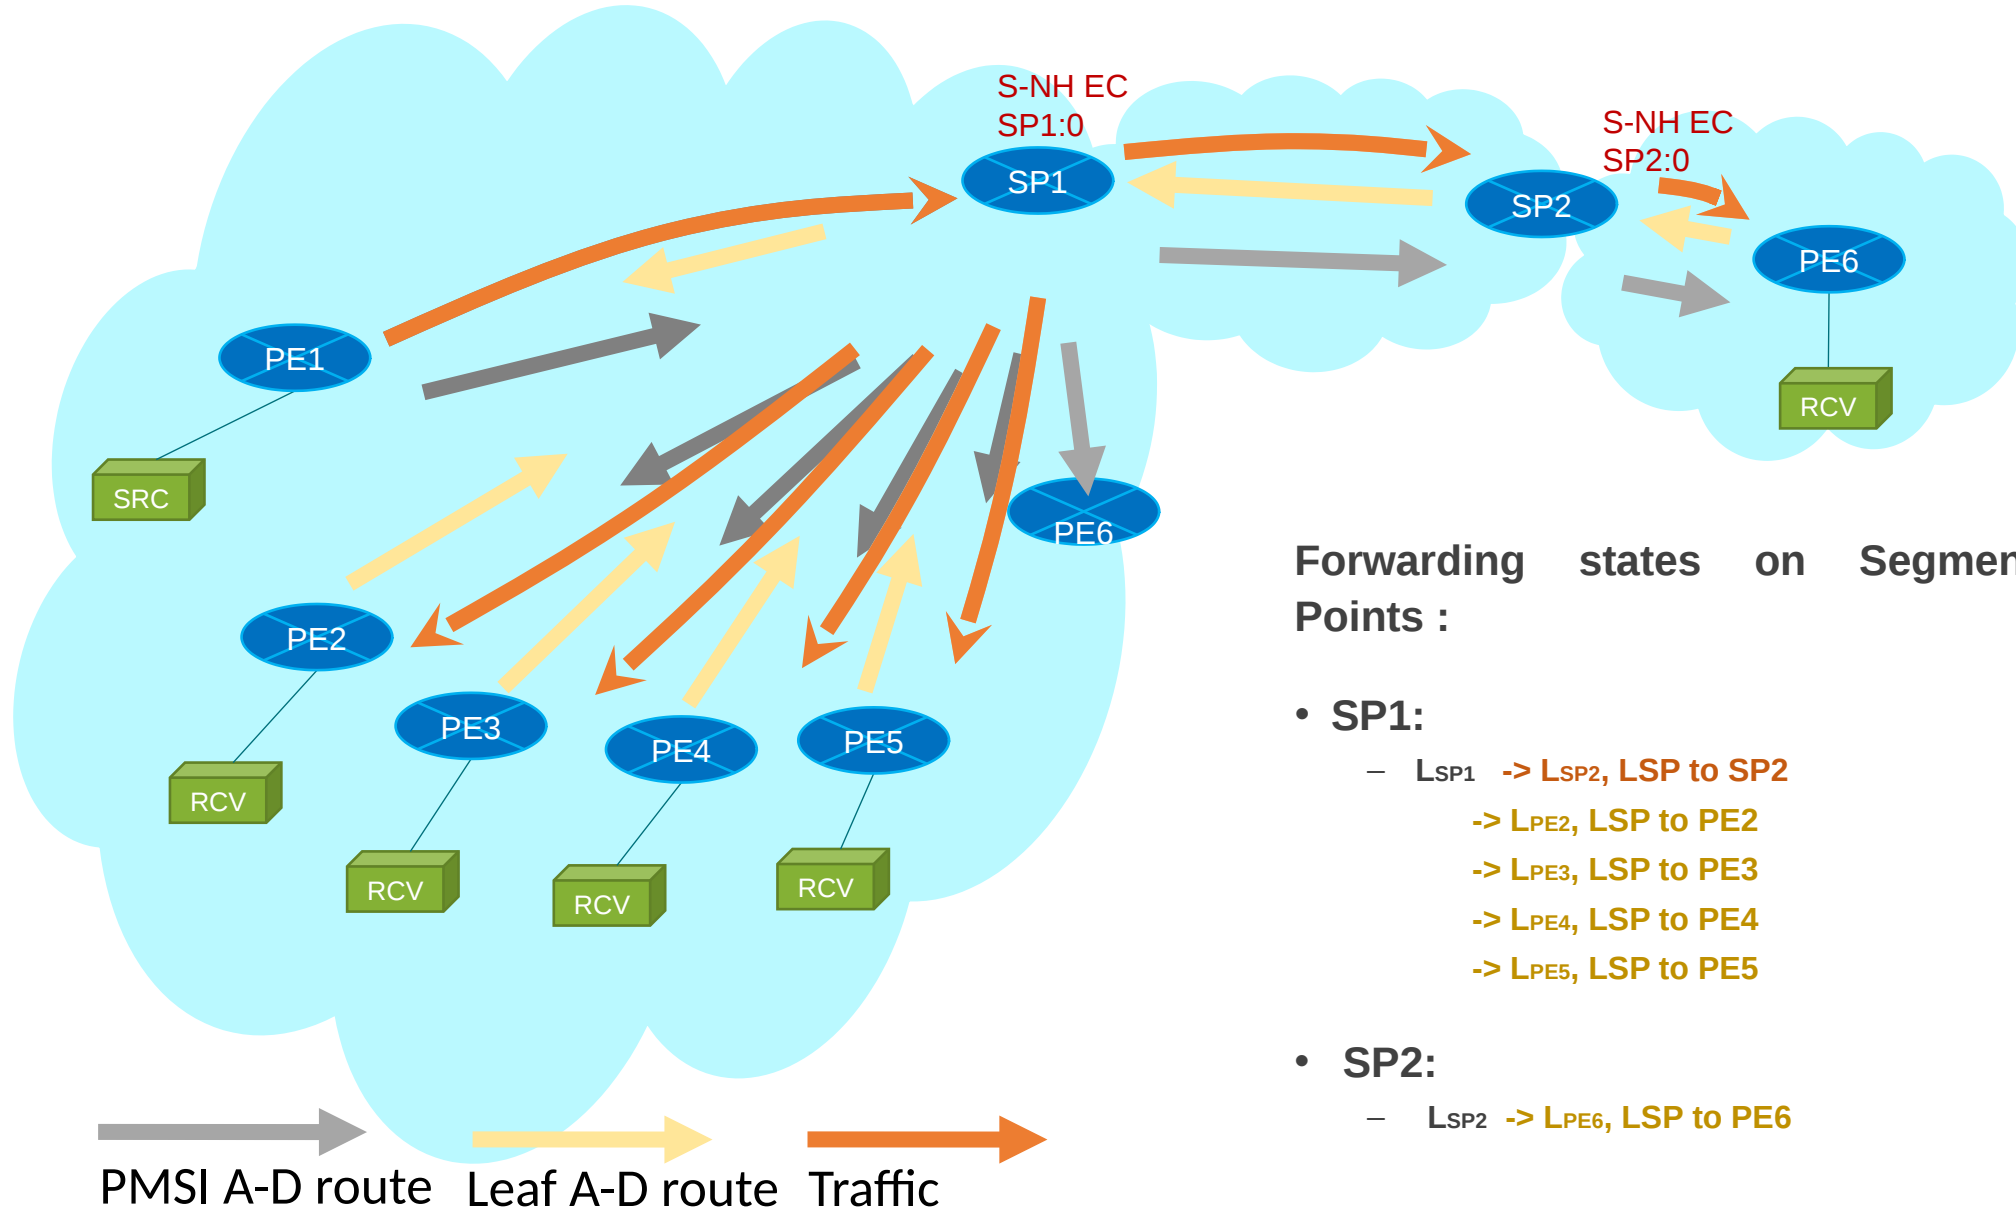 S-NH EC
SP1:0
S-NH EC
SP2:0
SP1
SP2
PE6
PE1
RCV
SRC
PE6
PE2
PE3
PE4
PE5
RCV
RCV
RCV
RCV
Forwarding states on Segmen
Points :
• SP1:
– LSP1 -> LSP2, LSP to SP2
-> LPE2, LSP to PE2
-> LPE3, LSP to PE3
-> LPE4, LSP to PE4
-> LPE5, LSP to PE5
• SP2:
– LSP2 -> LPE6, LSP to PE6
PMSI A-D route
Leaf A-D route
Traffic